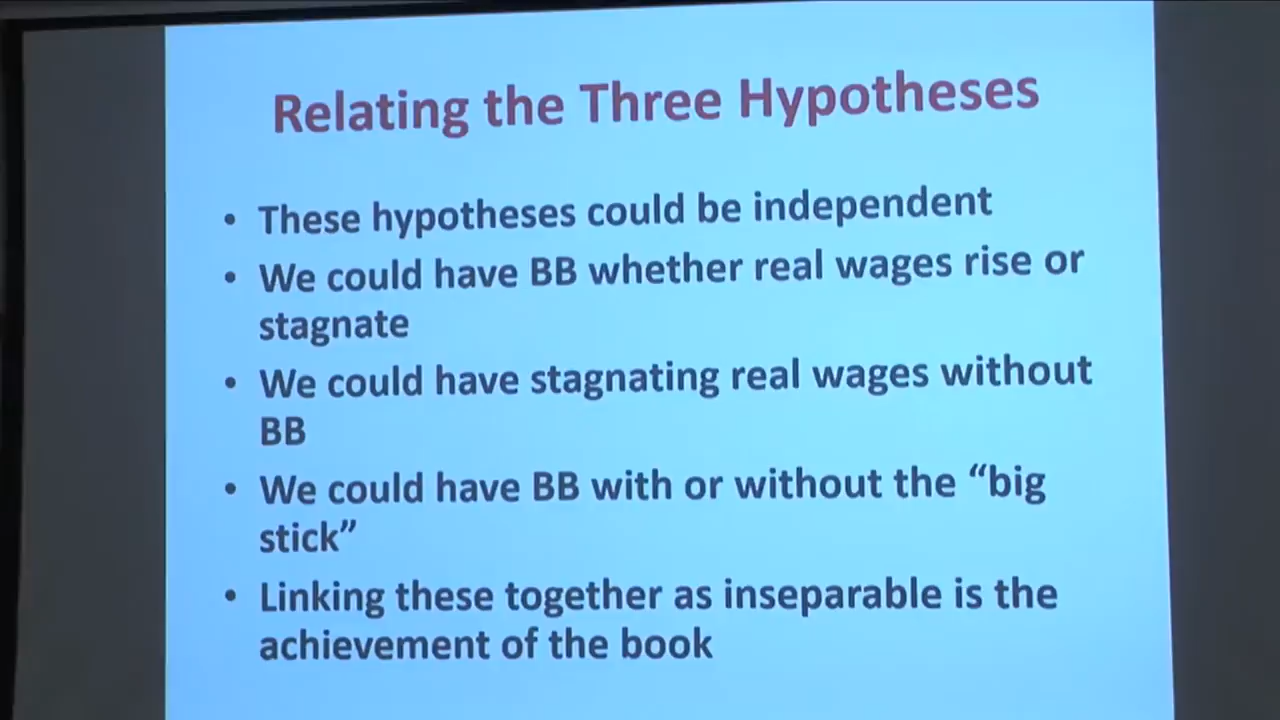 Relating the Three Hypotheses
• These hypotheses could be independent
• We could have BB whether real wages rise or
stagnate
• We could have stagnating real wages without
BB
• We could have BB with or without the “big
stick”
• Linking these together as inseparable is the
achievement of the book